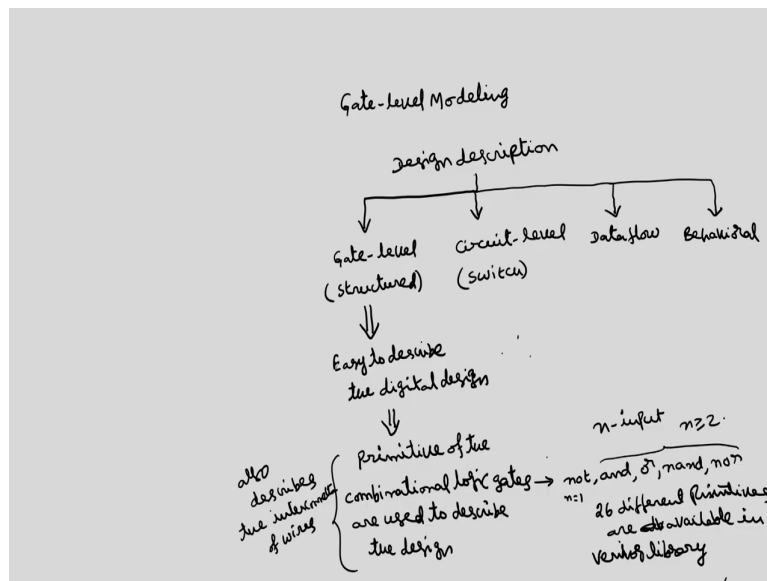 Gate-level Modeling
Design description
Gate-level
(structured)
Circuit-level
(switch)
Dataflow
Behavioral
Easy to describe
the digital design
primitive of the
combinational logic gates →
are used to describe
the design
also
describes
the interconnection
of wires
n-input n≥2.
not, and, or, nand, nor
n=1
26 different primitives
are available in
verilog library